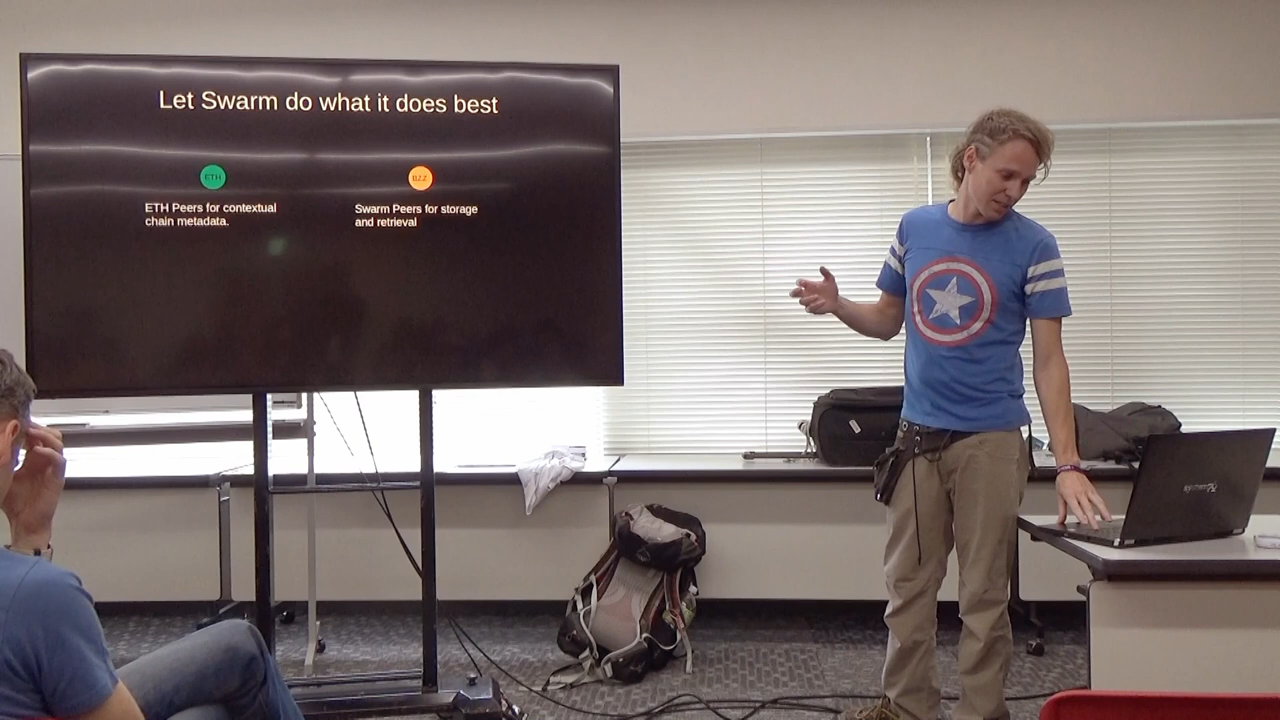 Let Swarm do what it does best
ETH
BZZ
ETH Peers for contextual
chain metadata.
Swarm Peers for storage
and retrieval
system76